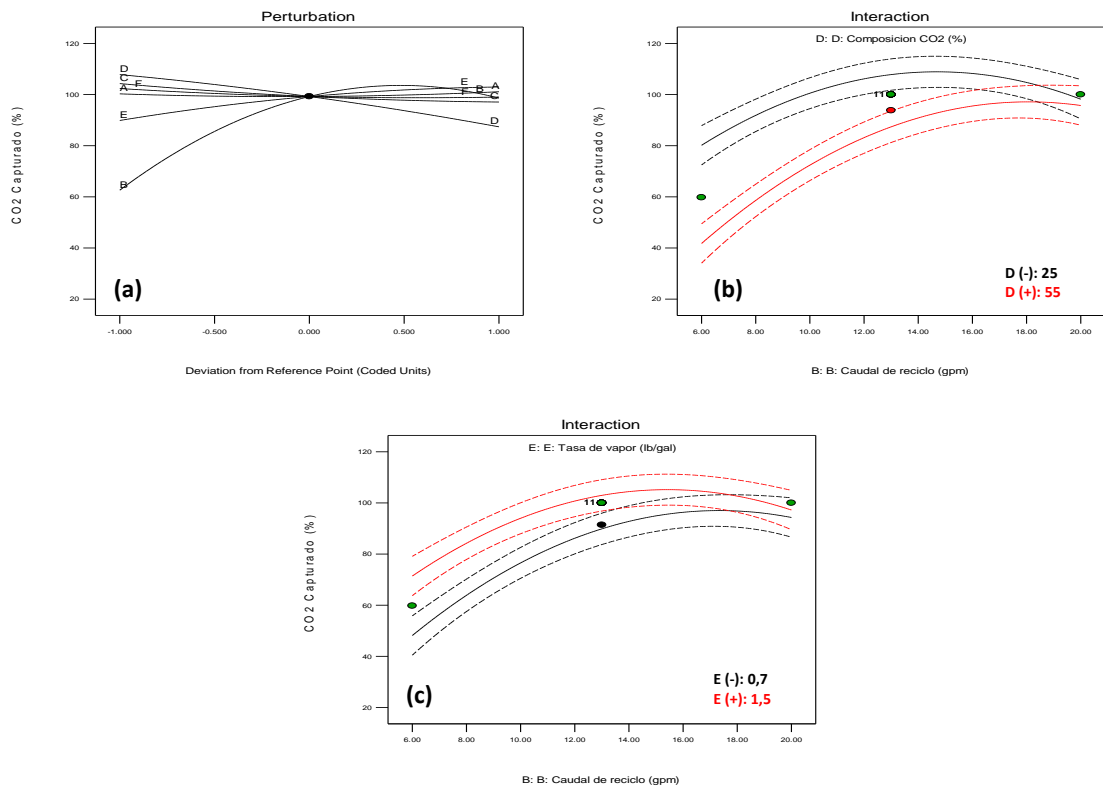 Perturbation
CO2 Capturado (%)
120
100
80
60
40
20
D
C
F
A
E
B
E
A
B
F
C
D
(a)
-1.000
-0.500
0.000
0.500
1.000
Deviation from Reference Point (Coded Units)
Interaction
D: D: Composicion CO2 (%)
CO2 Capturado (%)
120
100
80
60
40
20
11
(b)
D (-): 25
D (+): 55
6.00
8.00
10.00
12.00
14.00
16.00
18.00
20.00
B: B: Caudal de reciclo (gpm)
Interaction
E: E: Tasa de vapor (lb/gal)
CO2 Capturado (%)
120
100
80
60
40
20
11
(c)
E (-): 0,7
E (+): 1,5
6.00
8.00
10.00
12.00
14.00
16.00
18.00
20.00
B: B: Caudal de reciclo (gpm)